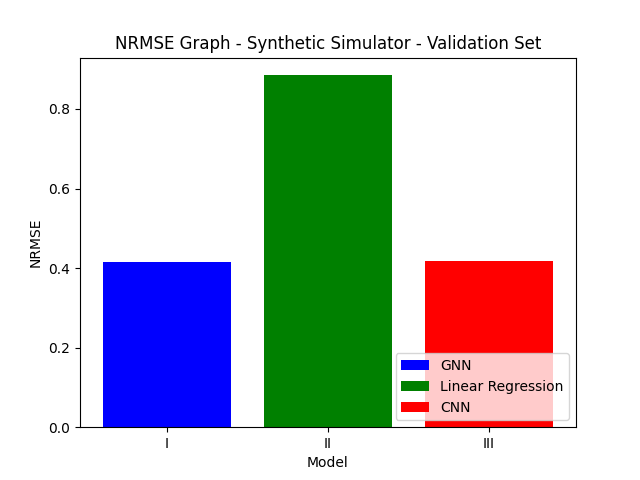 NRMSE Graph - Synthetic Simulator - Validation Set
0.8
0.6
0.4
0.2
0.0
NRMSE
GNN
Linear Regression
CNN
I
II
III
Model